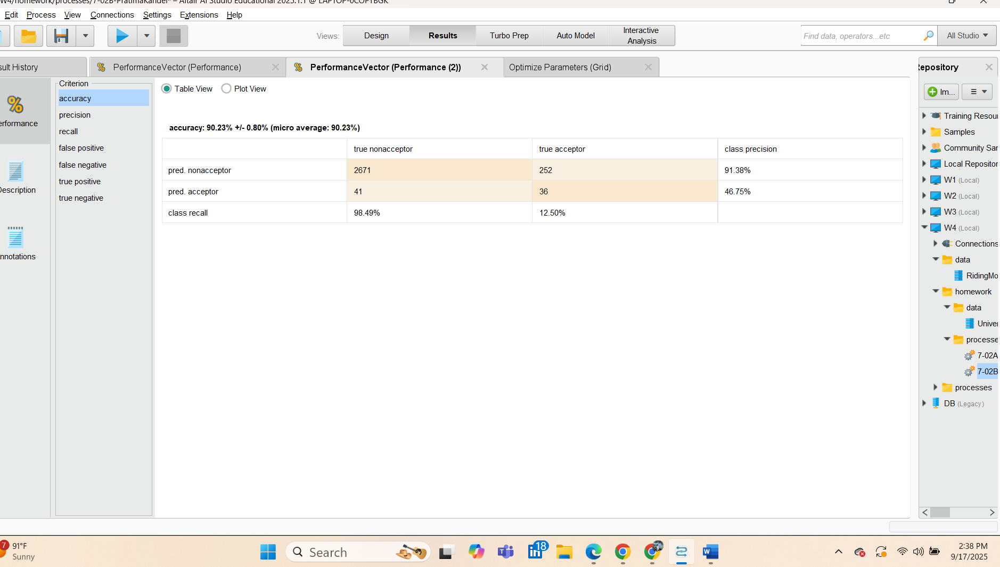 W4/homework/processes/7-02B-PratimaKandel* – Altair AI Studio Educational 2025.1.1 @ LAPTOP-0COPTBGK
Edit Process View Connections Settings Extensions Help
Views: Design Results Turbo Prep Auto Model Interactive Analysis
Find data, operators...etc
All Studio
sult History
PerformanceVector (Performance)
PerformanceVector (Performance (2))
Optimize Parameters (Grid)
Repository
erformance
Description
nnotations
Criterion
accuracy
precision
recall
false positive
false negative
true positive
true negative
Table View Plot View
accuracy: 90.23% +/- 0.80% (micro average: 90.23%)
true nonacceptor true acceptor class precision
pred. nonacceptor 2671 252 91.38%
pred. acceptor 41 36 46.75%
class recall 98.49% 12.50%
Im...
Training Resour
Samples
Community Sar
Local Repositor
W1 (Local)
W2 (Local)
W3 (Local)
W4 (Local)
Connections
data
RidingMo
homework
data
Univer
processe
7-02A
7-02B
processes
DB (Legacy)
7
91°F
Sunny
Search
18
2:38 PM
9/17/2025